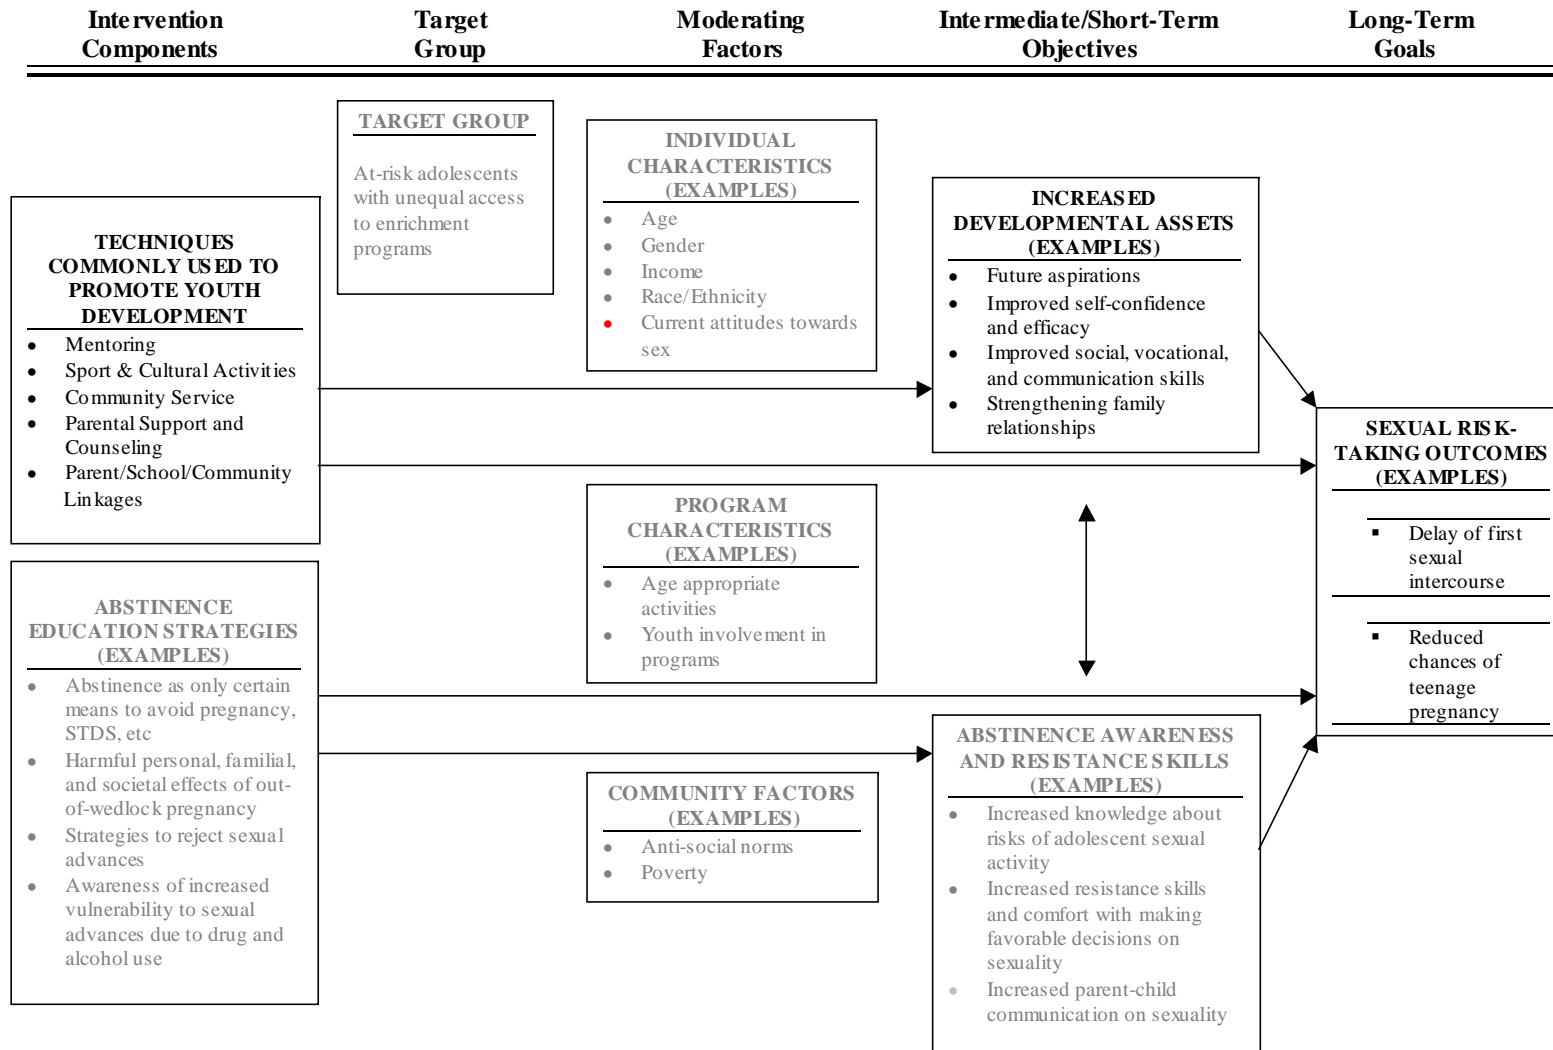 Intervention
Components
Target
Group
Moderating
Factors
Intermediate/Short-Term
Objectives
Long-Term
Goals
TECHNIQUES
COMMONLY USED TO
PROMOTE YOUTH
DEVELOPMENT
● Mentoring
● Sport & Cultural Activities
● Community Service
● Parental Support and
Counseling
● Parent/School/Community
Linkages
ABSTINENCE
EDUCATION STRATEGIES
(EXAMPLES)
● Abstinence as only certain
means to avoid pregnancy,
STDS, etc
● Harmful personal, familial,
and societal effects of out-
of-wedlock pregnancy
● Strategies to reject sexual
advances
● Awareness of increased
vulnerability to sexual
advances due to drug and
alcohol use
TARGET GROUP
At-risk adolescents
with unequal access
to enrichment
programs
INDIVIDUAL
CHARACTERISTICS
(EXAMPLES)
● Age
● Gender
● Income
● Race/Ethnicity
● Current attitudes towards
sex
PROGRAM
CHARACTERISTICS
(EXAMPLES)
● Age appropriate
activities
● Youth involvement in
programs
COMMUNITY FACTORS
(EXAMPLES)
● Anti-social norms
● Poverty
INCREASED
DEVELOPMENTAL ASSETS
(EXAMPLES)
● Future aspirations
● Improved self-confidence
and efficacy
● Improved social, vocational,
and communication skills
● Strengthening family
relationships
ABSTINENCE AWARENESS
AND RESISTANCE SKILLS
(EXAMPLES)
● Increased knowledge about
risks of adolescent sexual
activity
● Increased resistance skills
and comfort with making
favorable decisions on
sexuality
● Increased parent-child
communication on sexuality
SEXUAL RISK-
TAKING OUTCOMES
(EXAMPLES)
▪ Delay of first
sexual
intercourse
▪ Reduced
chances of
teenage
pregnancy